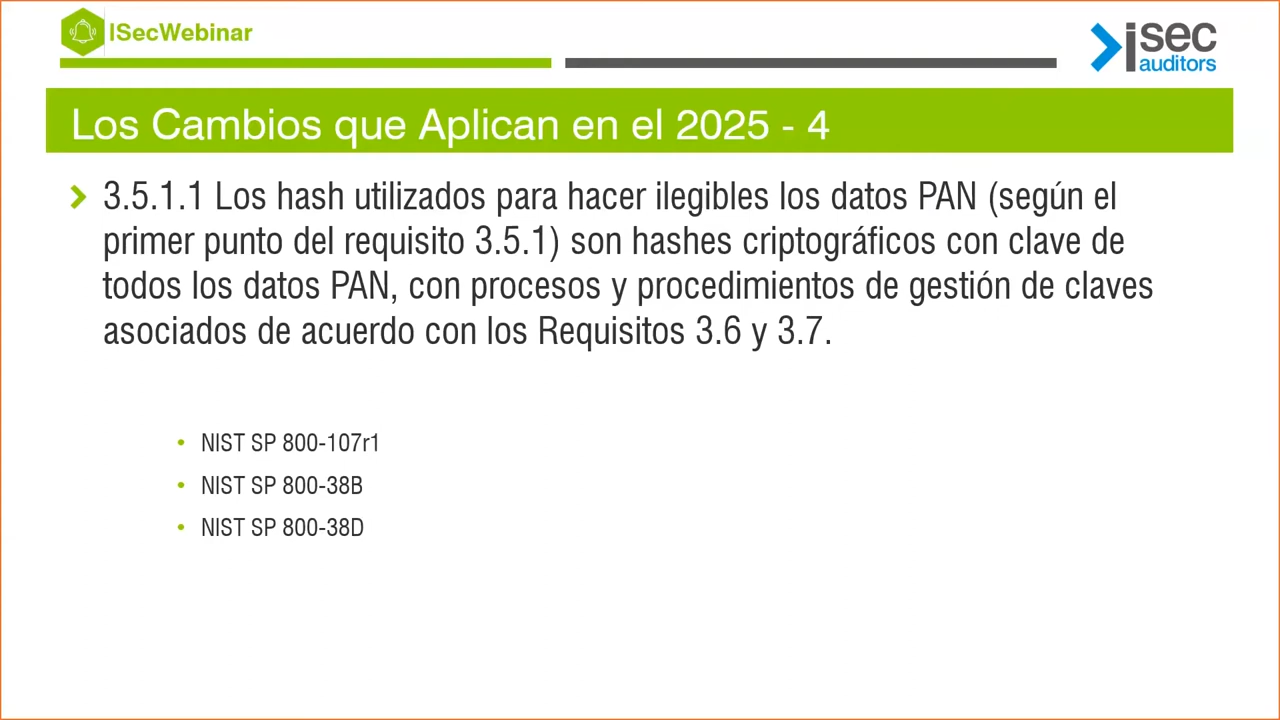 ISecWebinar
isec
auditors
Los Cambios que Aplican en el 2025 - 4
3.5.1.1 Los hash utilizados para hacer ilegibles los datos PAN (según el
primer punto del requisito 3.5.1) son hashes criptográficos con clave de
todos los datos PAN, con procesos y procedimientos de gestión de claves
asociados de acuerdo con los Requisitos 3.6 y 3.7.
• NIST SP 800-107r1
• NIST SP 800-38B
• NIST SP 800-38D